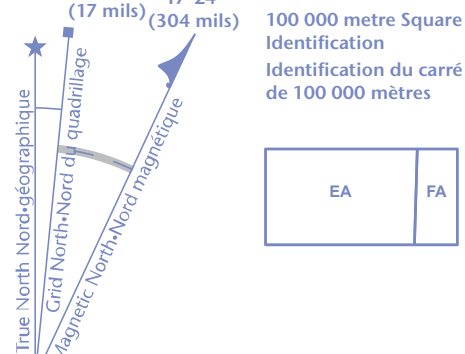 (17 mils)
(304 mils)
True North Nord•géographique
Grid North•Nord du quadrillage
Magnetic North•Nord magnétique
100 000 metre Square
Identification
Identification du carré
de 100 000 mètres
EA
FA